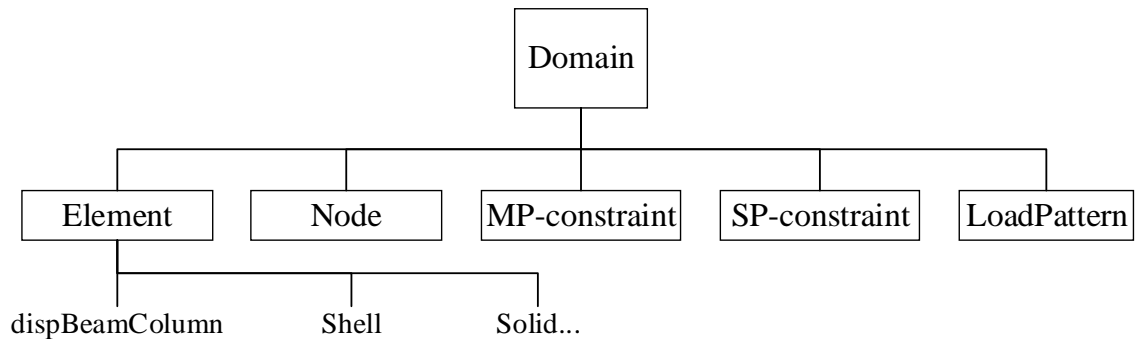 Domain
Element
Node
MP-constraint
SP-constraint
LoadPattern
dispBeamColumn
Shell
Solid...